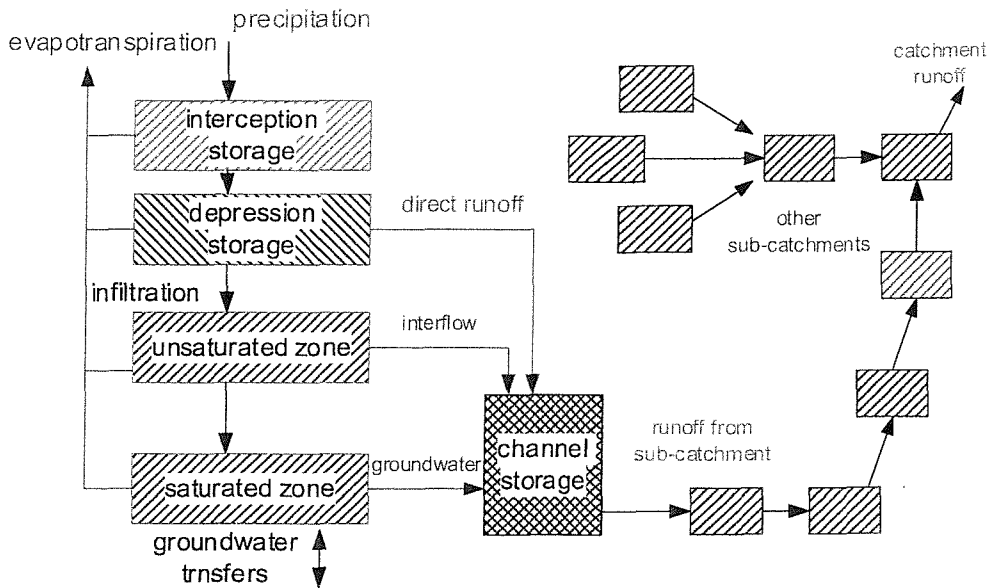 precipitation
evapotranspiration
interception
storage
depression
storage
direct runoff
infiltration
unsaturated zone
interflow
saturated zone
groundwater
groundwater
trnsfers
channel
storage
runoff from
sub-catchment
other
sub-catchments
catchment
runoff